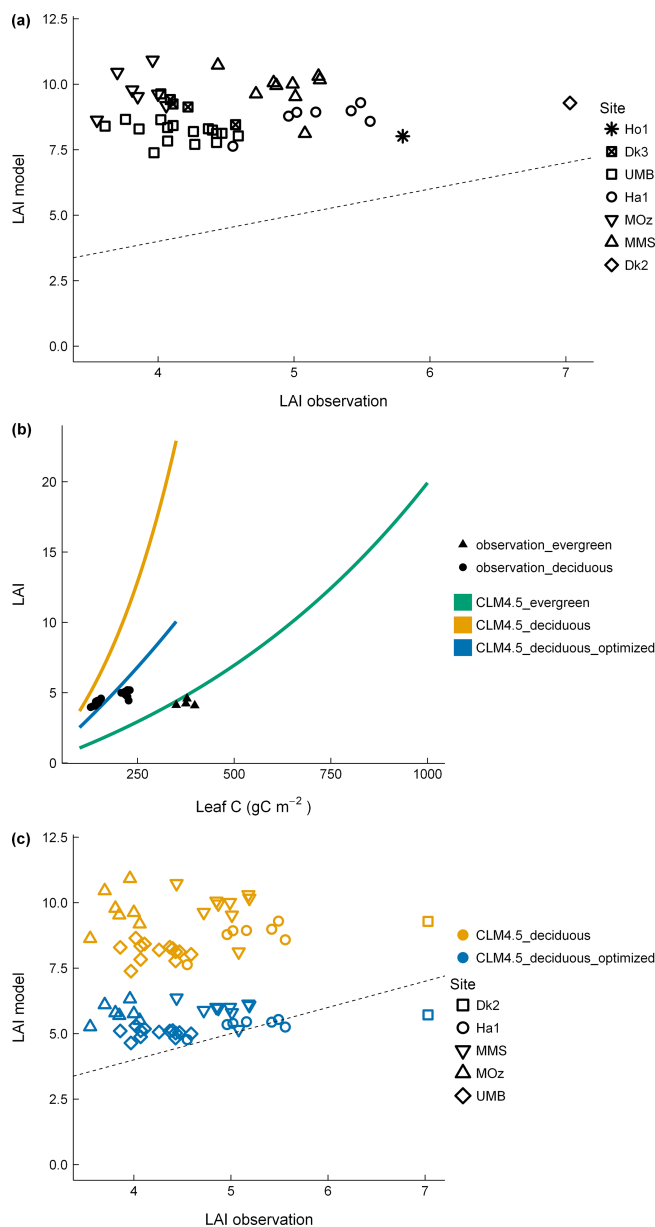 (a)
12.5
10.0
7.5
5.0
2.5
0.0
LAI model
4
5
6
7
LAI observation
Site
Ho1
Dk3
UMB
Ha1
MOz
MMS
Dk2
(b)
20
15
10
5
0
LAI
250
500
750
1000
Leaf C (gC m⁻²)
observation_evergreen
observation_deciduous
CLM4.5_evergreen
CLM4.5_deciduous
CLM4.5_deciduous_optimized
(c)
12.5
10.0
7.5
5.0
2.5
0.0
LAI model
4
5
6
7
LAI observation
CLM4.5_deciduous
CLM4.5_deciduous_optimized
Site
Dk2
Ha1
MMS
MOz
UMB